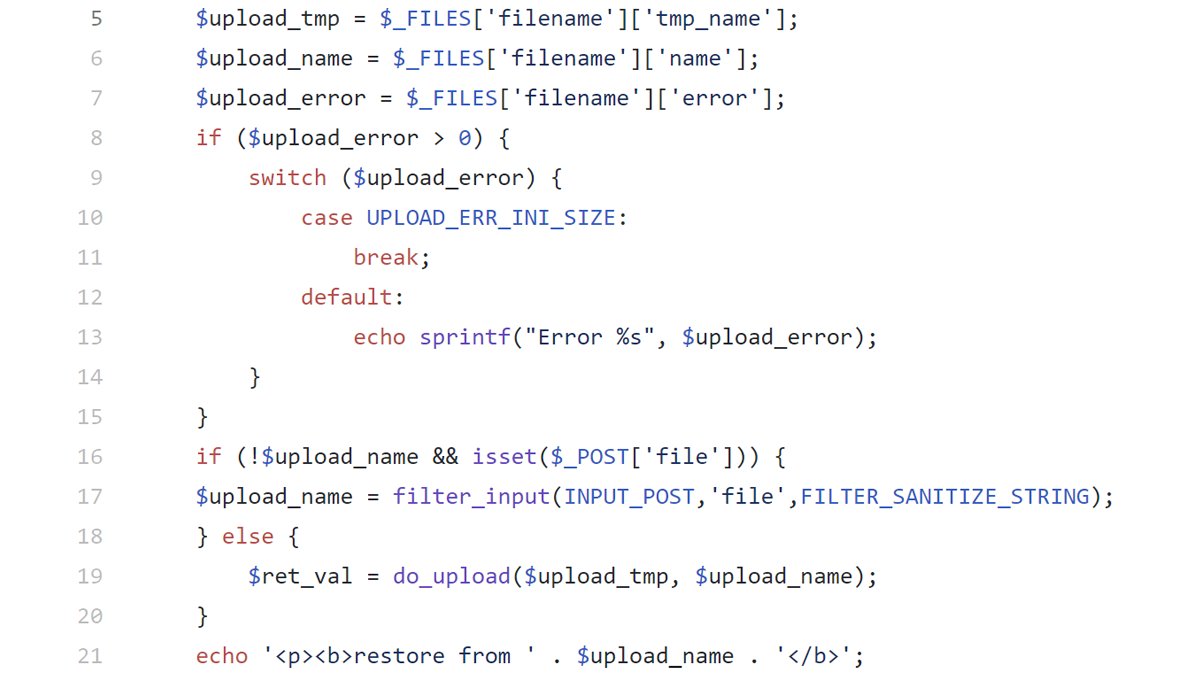 5 $upload_tmp = $_FILES['filename']['tmp_name'];
6 $upload_name = $_FILES['filename']['name'];
7 $upload_error = $_FILES['filename']['error'];
8 if ($upload_error > 0) {
9 switch ($upload_error) {
10 case UPLOAD_ERR_INI_SIZE:
11 break;
12 default:
13 echo sprintf("Error %s", $upload_error);
14 }
15 }
16 if (!$upload_name && isset($_POST['file'])) {
17 $upload_name = filter_input(INPUT_POST,'file',FILTER_SANITIZE_STRING);
18 } else {
19 $ret_val = do_upload($upload_tmp, $upload_name);
20 }
21 echo '<p><b>restore from ' . $upload_name . '</b>';